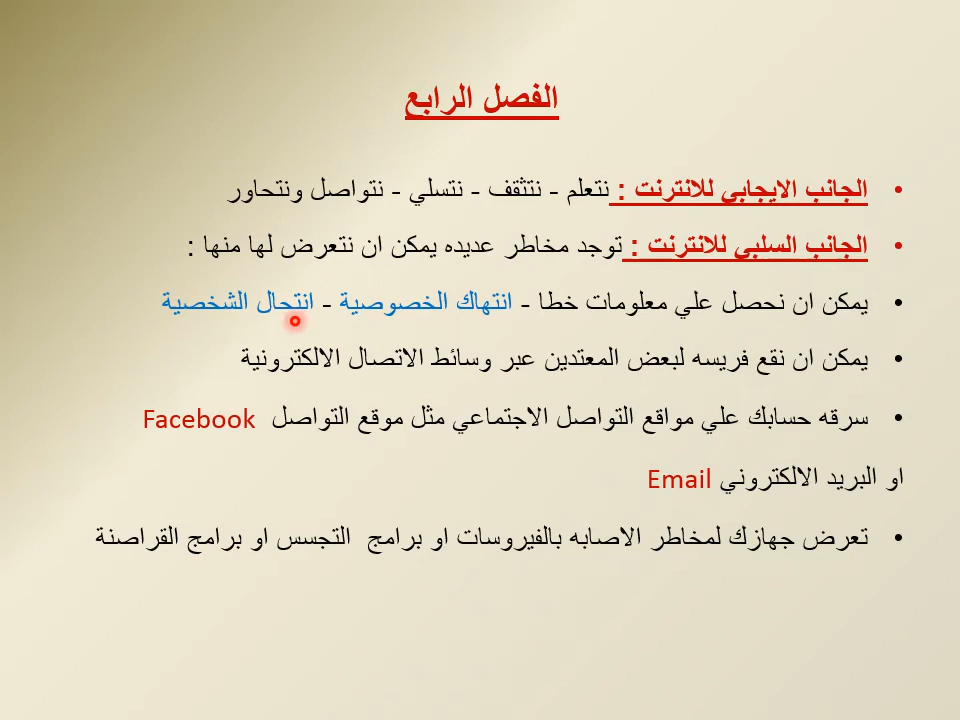 الفصل الرابع
• الجانب الايجابي للانترنت : نتعلم - نتثقف - نتسلي - نتواصل ونتحاور
• الجانب السلبي للانترنت : توجد مخاطر عديده يمكن ان نتعرض لها منها :
• يمكن ان نحصل علي معلومات خطا - انتهاك الخصوصية - انتحال الشخصية
• يمكن ان نقع فريسه لبعض المعتدين عبر وسائط الاتصال الالكترونية
• سرقه حسابك علي مواقع التواصل الاجتماعي مثل موقع التواصل Facebook
او البريد الالكتروني Email
• تعرض جهازك لمخاطر الاصابه بالفيروسات او برامج التجسس او برامج القراصنة